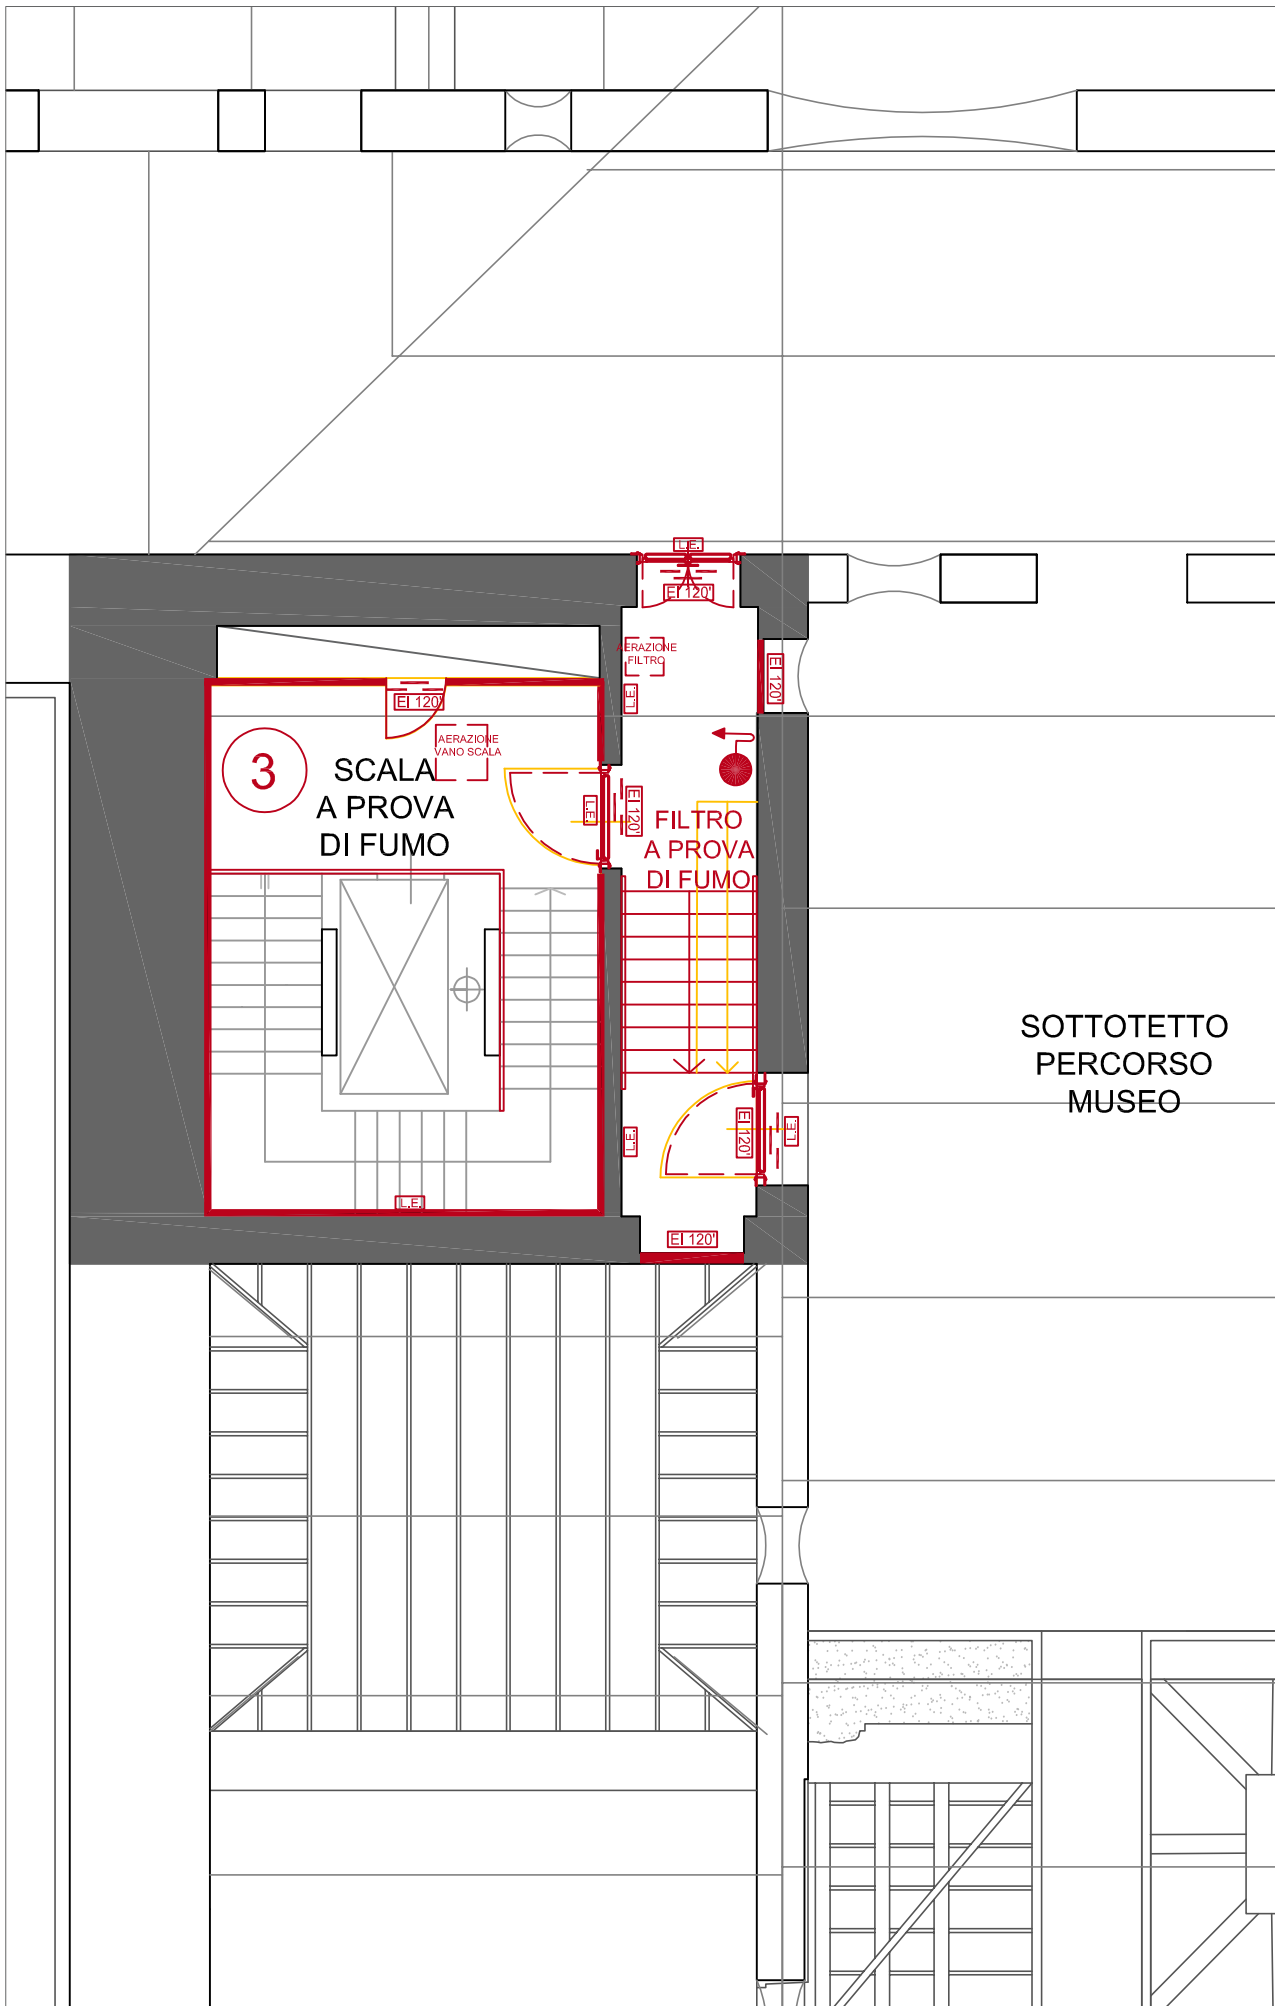 L.E.
EI 120'
AERAZIONE
FILTRO
EI 120'
L.E.
EI 120'
AERAZIONE
VANO SCALA
3
SCALA
A PROVA
DI FUMO
L.E.
EI 120'
FILTRO
A PROVA
DI FUMO
SOTTOTETTO
PERCORSO
MUSEO
L.E.
EI 120'
L.E.
L.E.
EI 120'